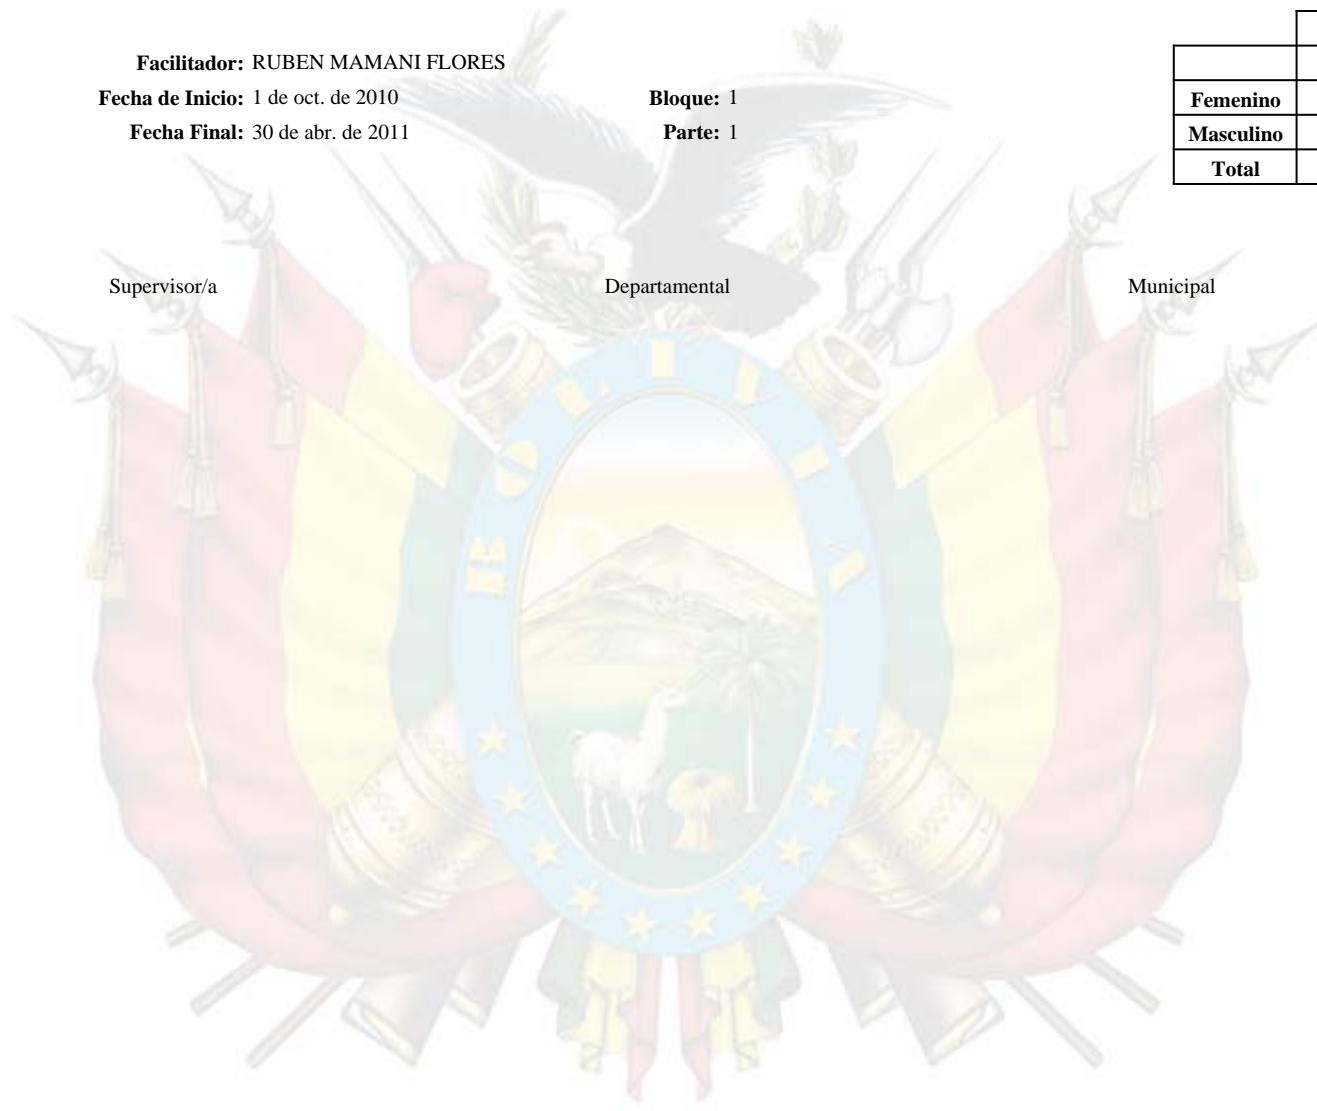 Facilitador: RUBEN MAMANI FLORES
Fecha de Inicio: 1 de oct. de 2010 Bloque: 1
Fecha Final: 30 de abr. de 2011 Parte: 1
Femenino
Masculino
Total
Supervisor/a Departamental Municipal
BOLIVIA